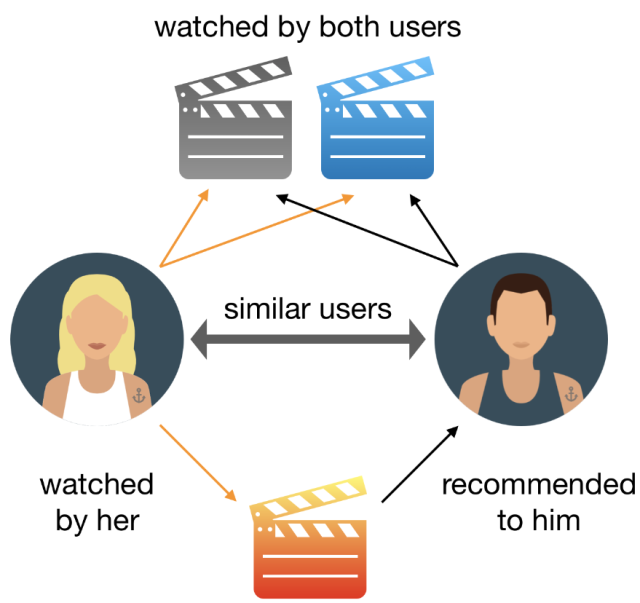 watched by both users
similar users
watched
by her
recommended
to him